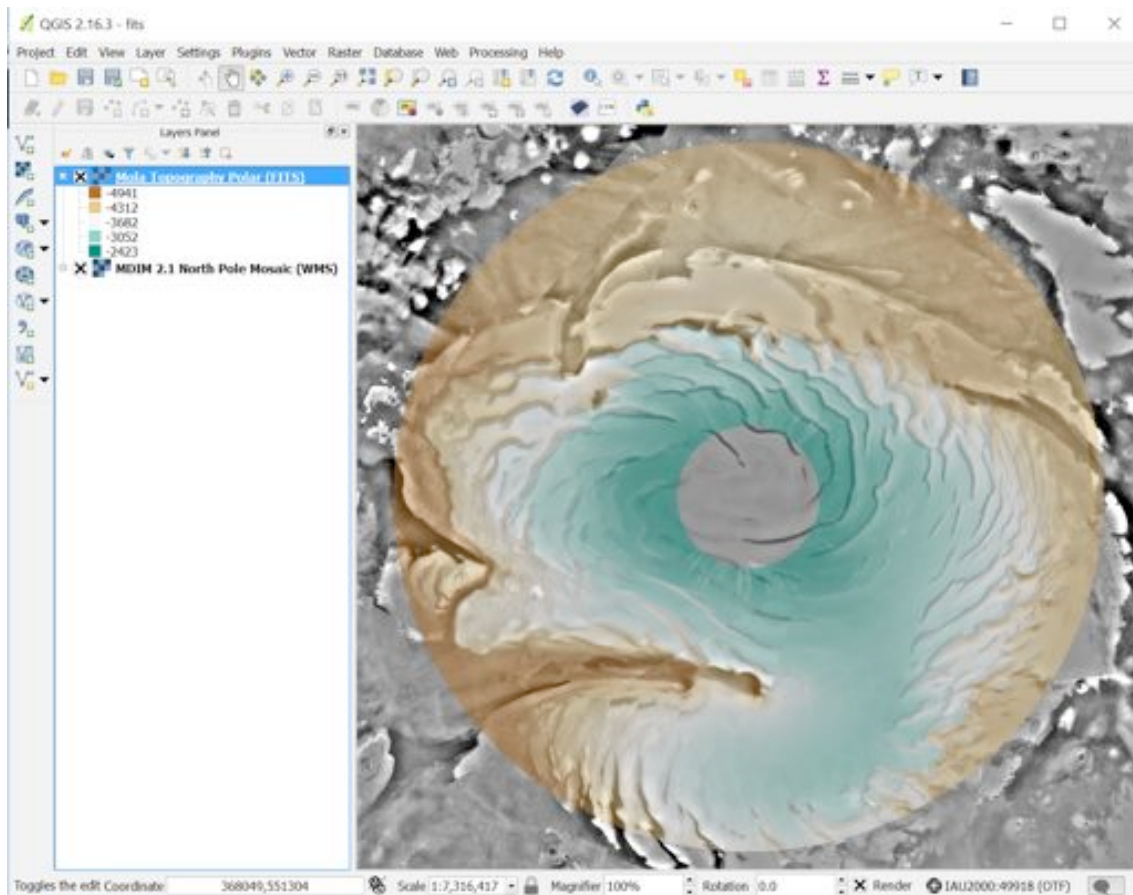 QGIS 2.16.3 - fits
Project Edit View Layer Settings Plugins Vector Raster Database Web Processing Help
Layers Panel
Mola Topography Polar (FITS)
-4941
-4312
-3682
-3052
-2423
MDIM 2.1 North Pole Mosaic (WMS)
Toggles the edit Coordinate 368049,551304 Scale 1:7,316,417 Magnifier 100% Rotation 0.0 Render IAU2000:49918 (OTF)